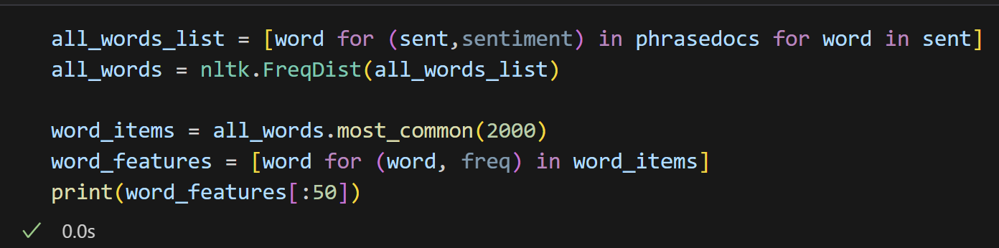 all_words_list = [word for (sent,sentiment) in phrasedocs for word in sent]
all_words = nltk.FreqDist(all_words_list)
word_items = all_words.most_common(2000)
word_features = [word for (word, freq) in word_items]
print(word_features[:50])
0.0s